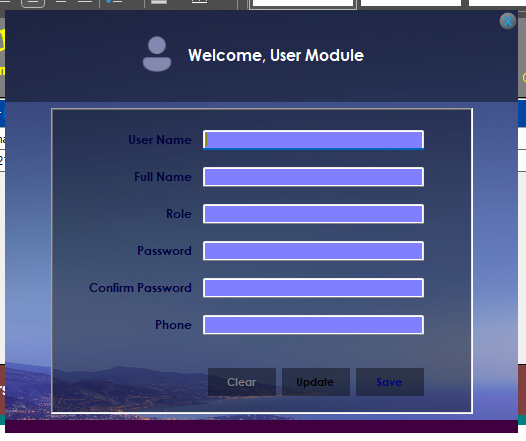 X
Welcome, User Module
User Name
Full Name
Role
Password
Confirm Password
Phone
Clear
Update
Save